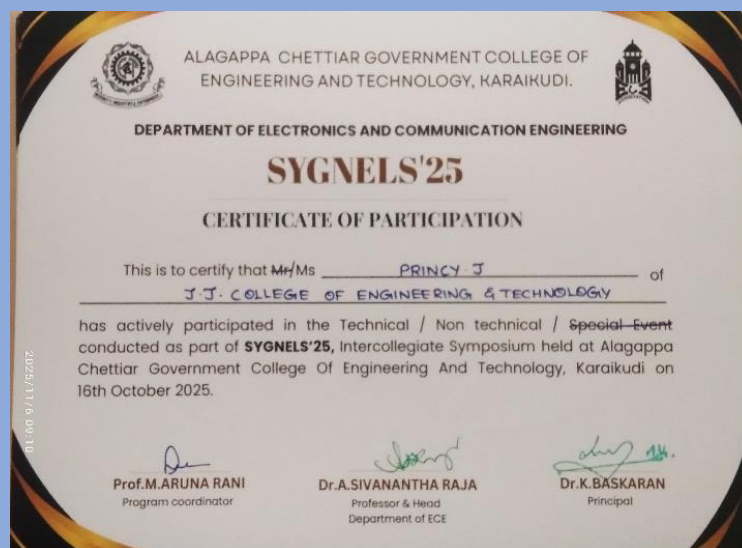 ALAGAPPA CHETTIAR GOVERNMENT COLLEGE OF
ENGINEERING AND TECHNOLOGY, KARAIKUDI.
DEPARTMENT OF ELECTRONICS AND COMMUNICATION ENGINEERING
SYGNELS'25
CERTIFICATE OF PARTICIPATION
This is to certify that Mr/Ms PRINCY J of
J.J. COLLEGE OF ENGINEERING & TECHNOLOGY
has actively participated in the Technical / Non technical / Special Event
conducted as part of SYGNELS'25, Intercollegiate Symposium held at Alagappa
Chettiar Government College Of Engineering And Technology, Karaikudi on
16th October 2025.
Prof.M.ARUNA RANI
Program coordinator
Dr.A.SIVANANTHA RAJA
Professor & Head
Department of ECE
Dr.K.BASKARAN
Principal
2025/11/6 09:10